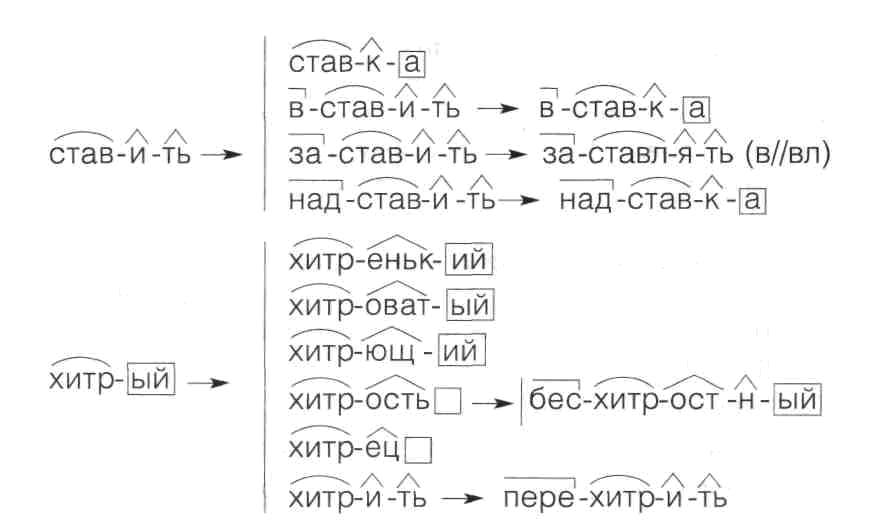 став-к-а
в-став-и-ть → в-став-к-а
став-и-ть → за-став-и-ть → за-ставл-я-ть (в//вл)
над-став-и-ть → над-став-к-а
хитр-еньк-ий
хитр-оват-ый
хитр-ющ-ий
хитр-ый → хитр-ость → бес-хитр-ост-н-ый
хитр-ец
хитр-и-ть → пере-хитр-и-ть